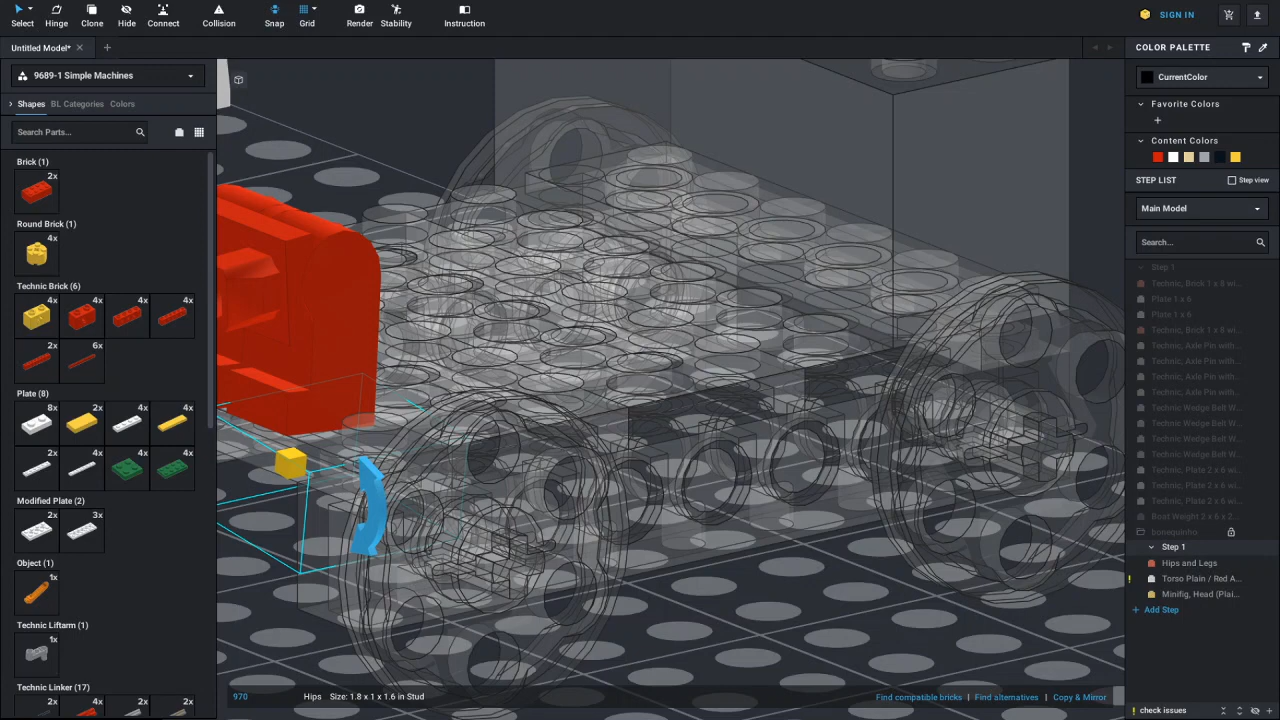 Select
Hinge
Clone
Hide
Connect
Collision
Snap
Grid
Render
Stability
Instruction
SIGN IN
Untitled Model*
COLOR PALETTE
9689-1 Simple Machines
CurrentColor
Shapes
BL Categories
Colors
Favorite Colors
Search Parts...
Content Colors
Brick (1)
2x
STEP LIST
Step view
Main Model
Round Brick (1)
4x
Search...
Step 1
Technic, Brick 1 x 8 wi...
Plate 1 x 6
Plate 1 x 6
Technic, Brick 1 x 8 wi...
Technic, Axle Pin with...
Technic, Axle Pin with...
Technic, Axle Pin with...
Technic, Axle Pin with...
Technic Wedge Belt W...
Technic Wedge Belt W...
Technic Wedge Belt W...
Technic Wedge Belt W...
Technic, Plate 2 x 6 wi...
Technic, Plate 2 x 6 wi...
Technic, Plate 2 x 6 wi...
Boat Weight 2 x 6 x 2...
bonequinho
Step 1
Hips and Legs
Torso Plain / Red A...
Minifig, Head (Plai...
Add Step
Technic Brick (6)
4x
4x
4x
4x
2x
6x
Plate (8)
8x
2x
4x
4x
2x
4x
2x
4x
Modified Plate (2)
2x
3x
Object (1)
1x
Technic Liftarm (1)
1x
Technic Linker (17)
2x
4x
2x
2x
970
Hips
Size: 1.8 x 1 x 1.6 in Stud
Find compatible bricks
Find alternatives
Copy & Mirror
check issues